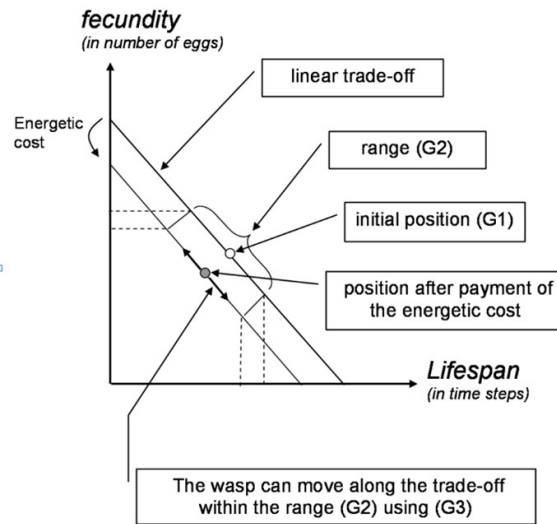 fecundity
(in number of eggs)
linear trade-off
Energetic
cost
range (G2)
initial position (G1)
position after payment of
the energetic cost
Lifespan
(in time steps)
The wasp can move along the trade-off
within the range (G2) using (G3)